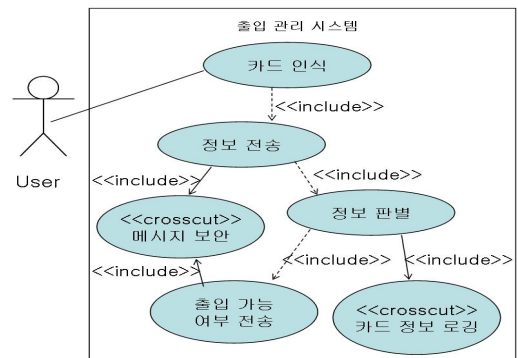 출입 관리 시스템
카드 인식
<<include>>
정보 전송
User
<<include>>
<<include>>
<<crosscut>>
메시지 보안
정보 판별
<<include>>
<<include>>
<<include>>
출입 가능
여부 전송
<<crosscut>>
카드 정보 로깅